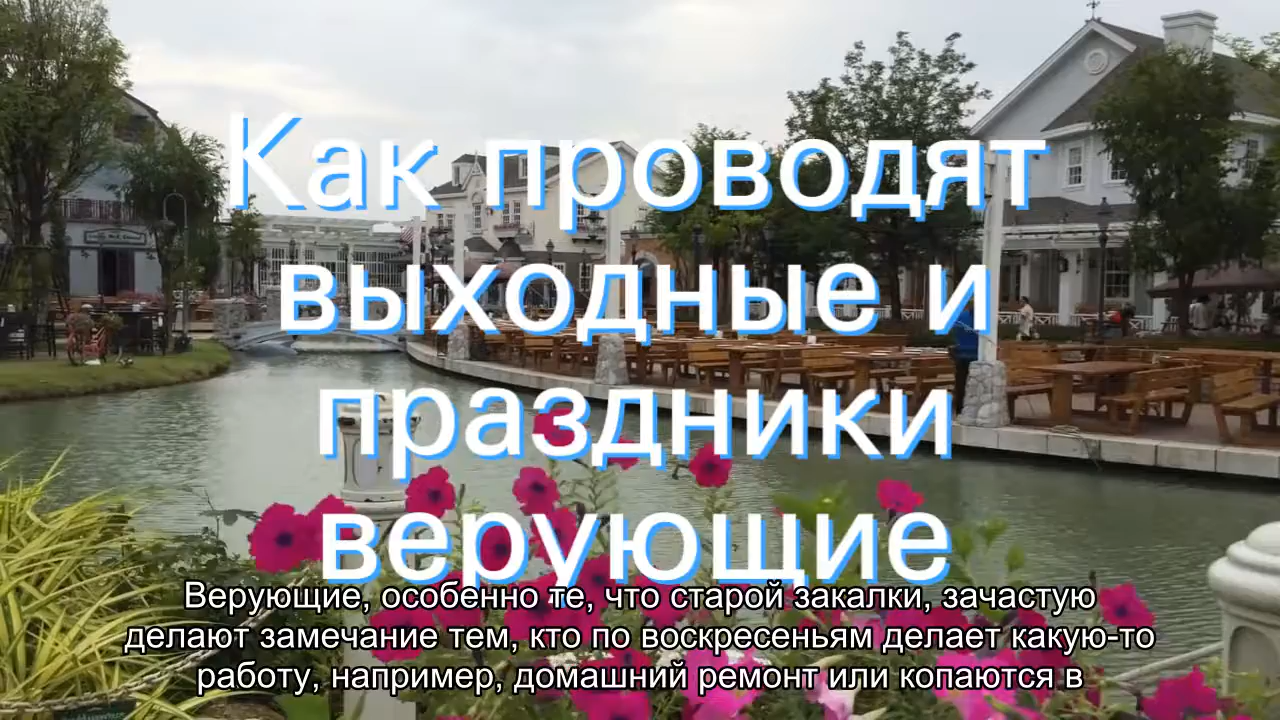 Как проводят
выходные и
праздники
верующие
Верующие, особенно те, что старой закалки, зачастую
делают замечание тем, кто по воскресеньям делает какую-то
работу, например, домашний ремонт или копаются в